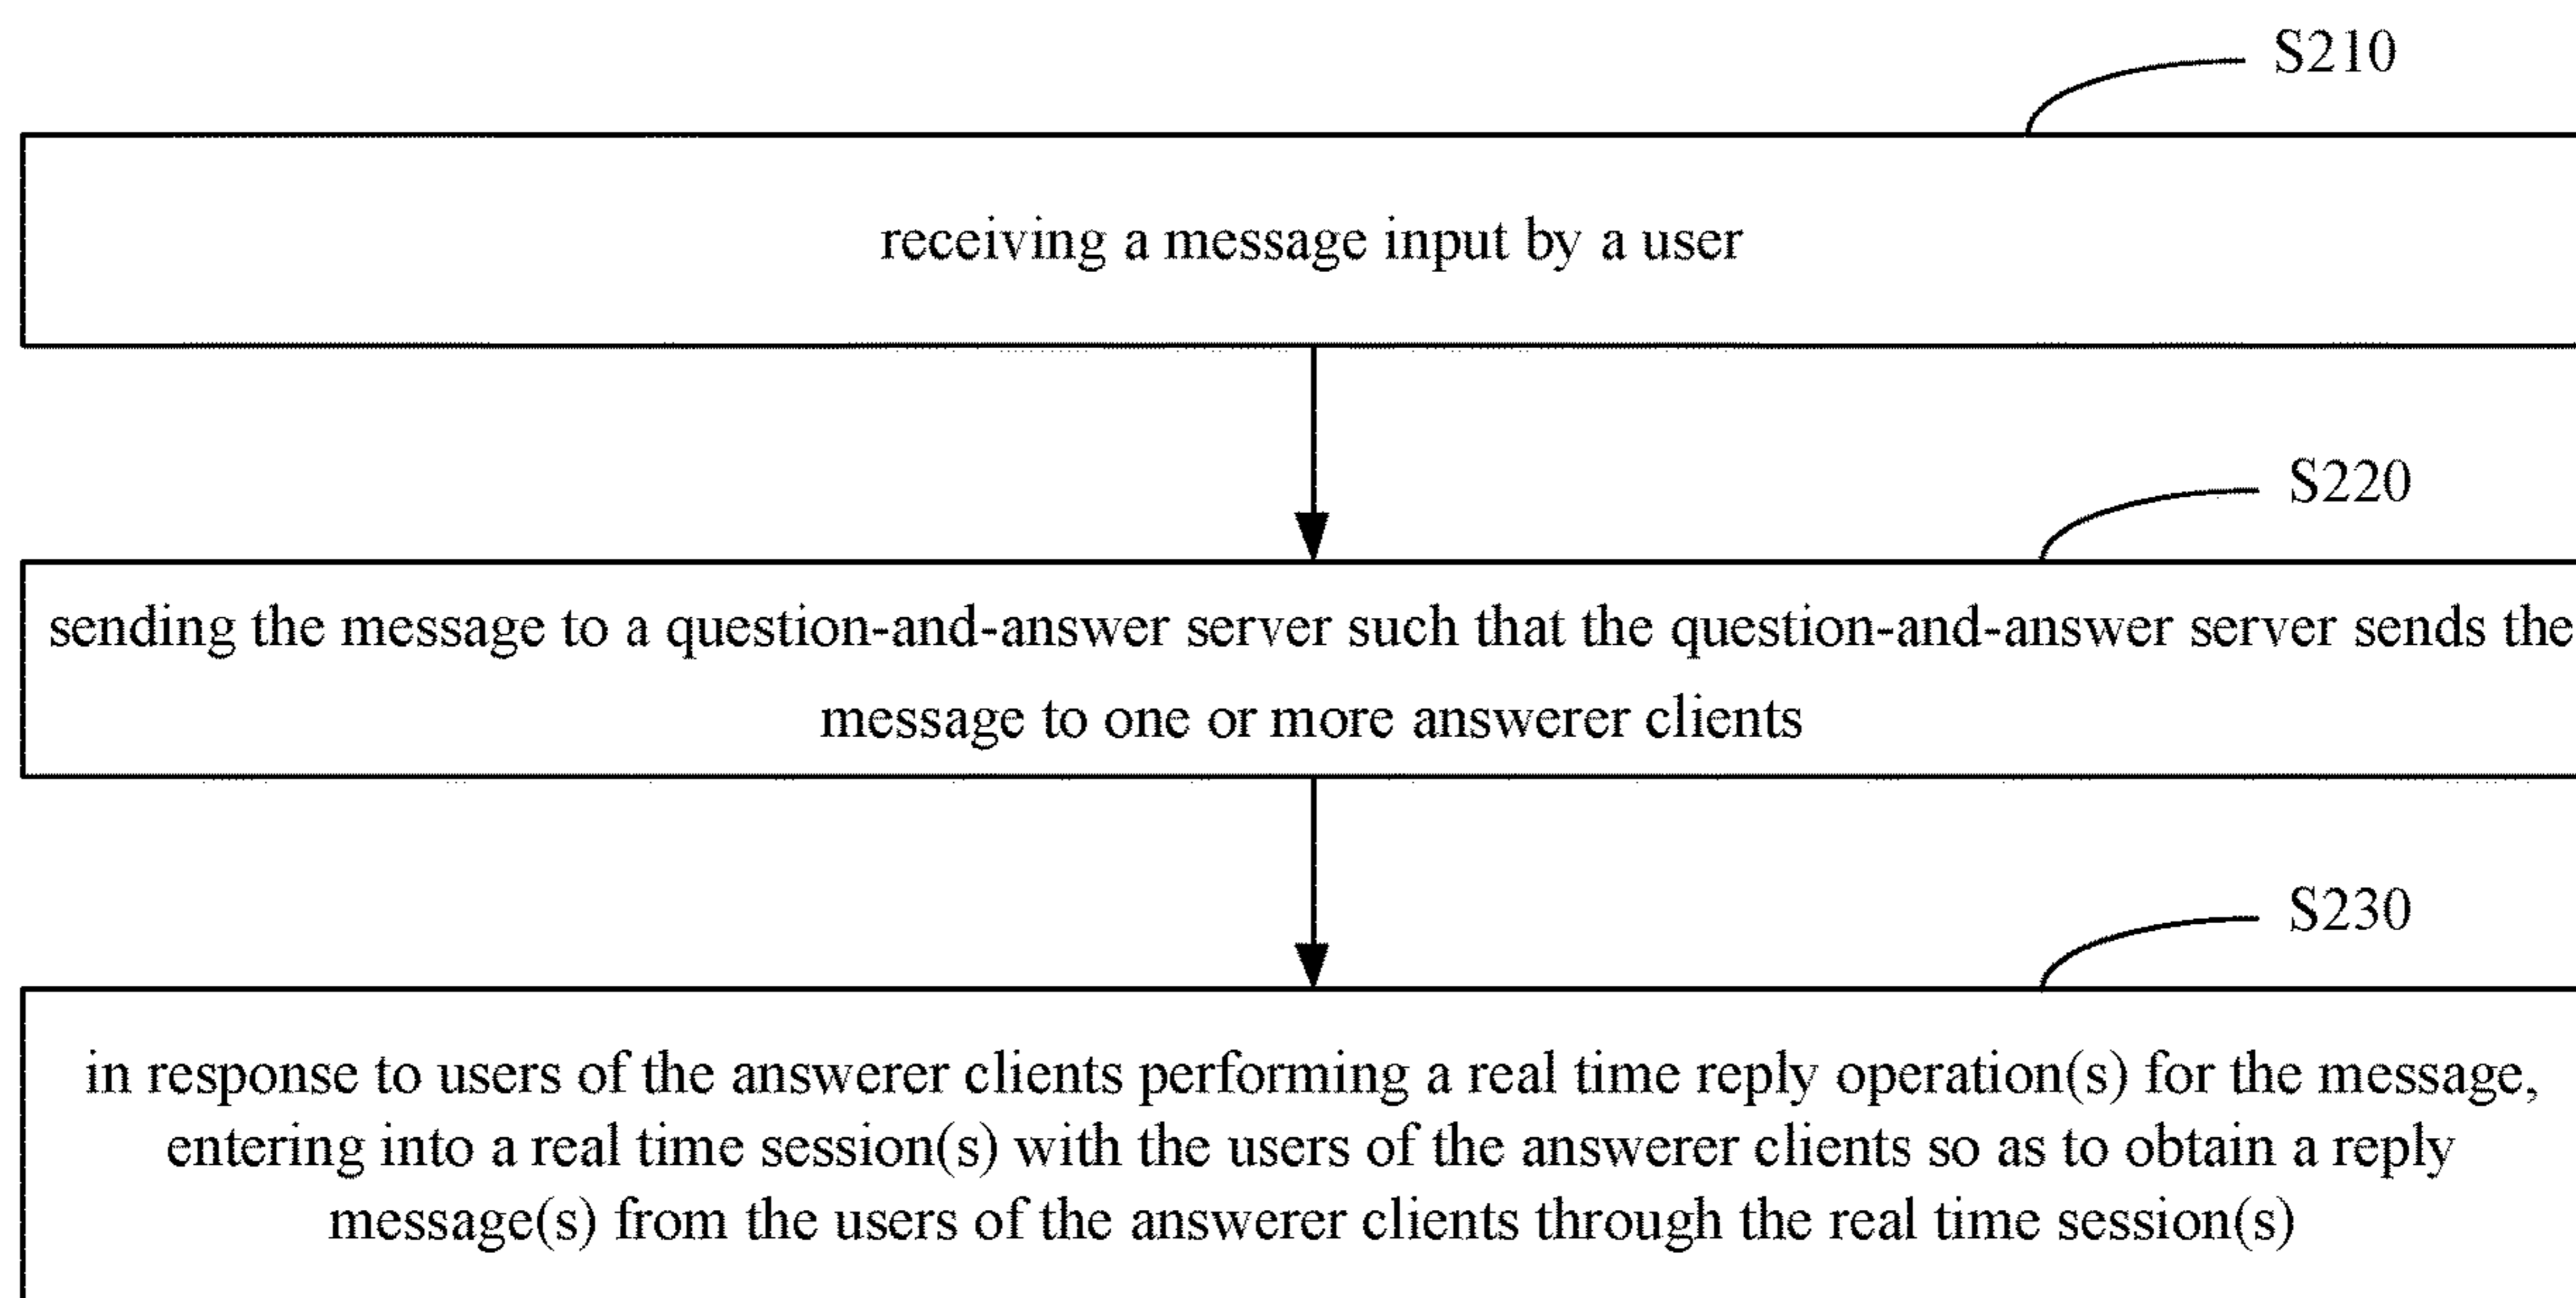 S210
receiving a message input by a user
S220
sending the message to a question-and-answer server such that the question-and-answer server sends the
message to one or more answerer clients
S230
in response to users of the answerer clients performing a real time reply operation(s) for the message,
entering into a real time session(s) with the users of the answerer clients so as to obtain a reply
message(s) from the users of the answerer clients through the real time session(s)